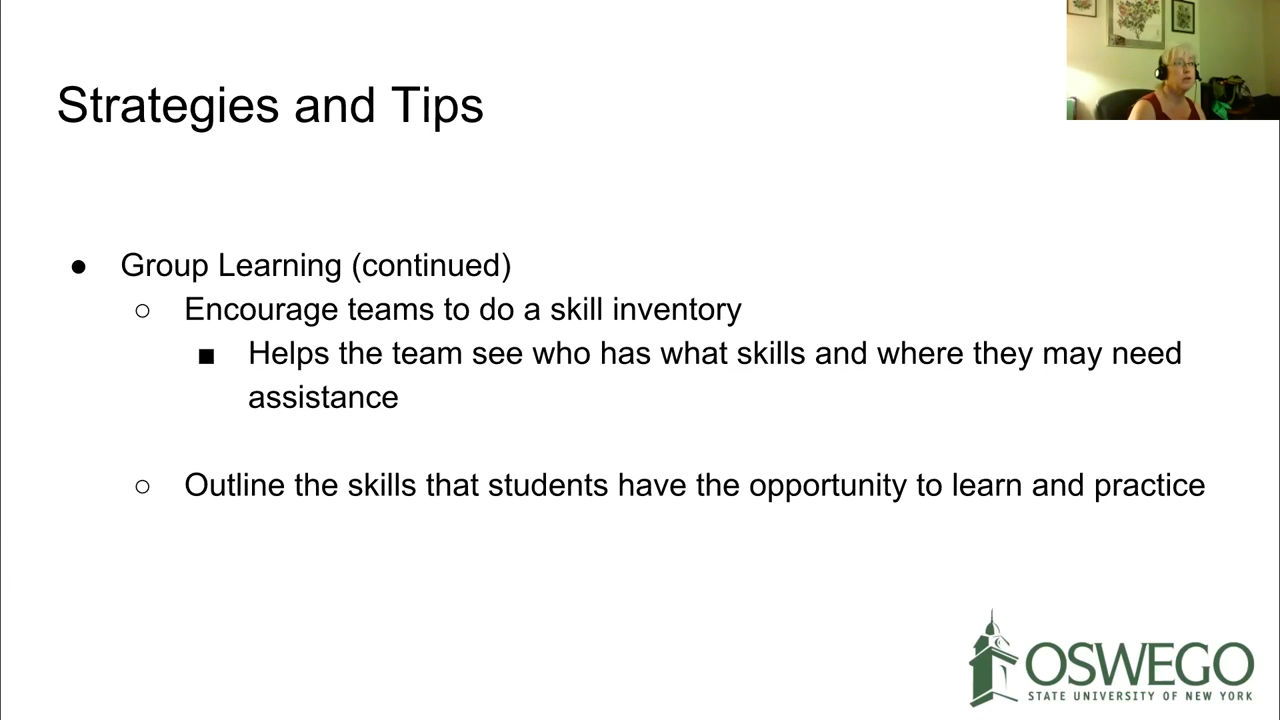 Strategies and Tips
● Group Learning (continued)
○ Encourage teams to do a skill inventory
■ Helps the team see who has what skills and where they may need
assistance
○ Outline the skills that students have the opportunity to learn and practice
OSWEGO
STATE UNIVERSITY OF NEW YORK